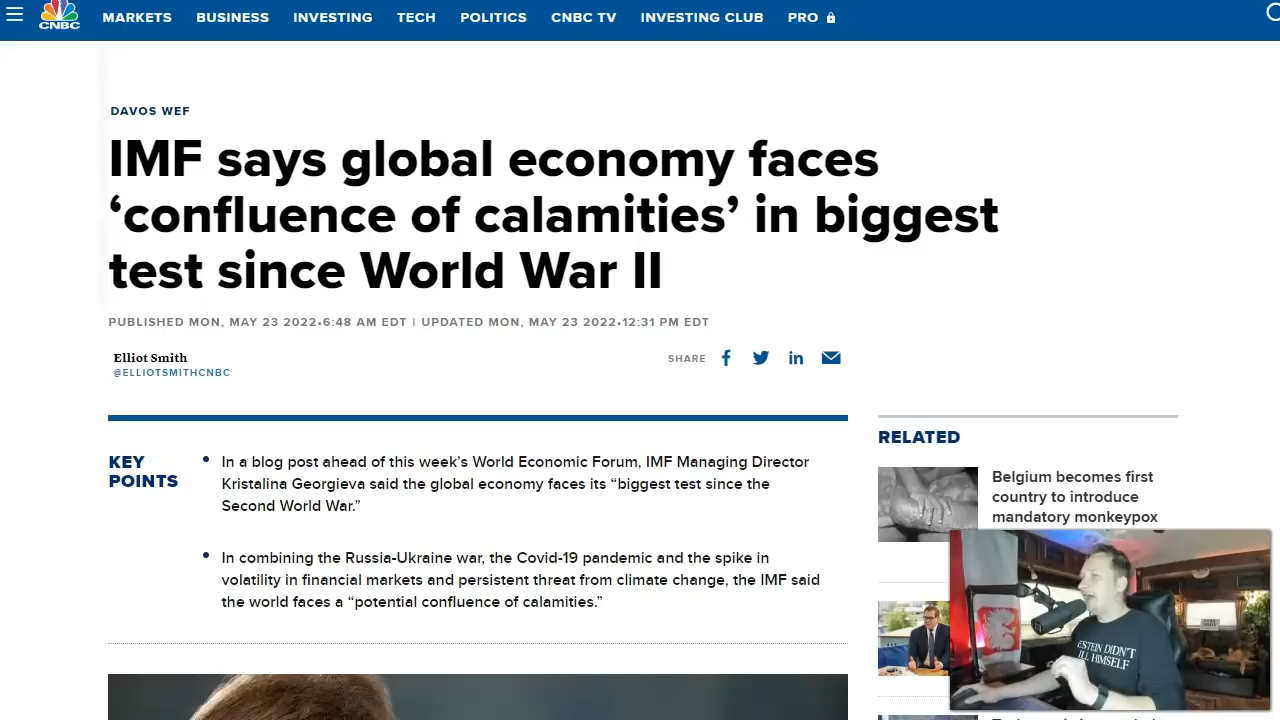 MARKETS BUSINESS INVESTING TECH POLITICS CNBC TV INVESTING CLUB PRO
CNBC
DAVOS WEF
IMF says global economy faces
‘confluence of calamities’ in biggest
test since World War II
PUBLISHED MON, MAY 23 2022•6:48 AM EDT | UPDATED MON, MAY 23 2022•12:31 PM EDT
Elliot Smith
@ELLIOTSMITHCNBC
SHARE
KEY
POINTS
In a blog post ahead of this week’s World Economic Forum, IMF Managing Director
Kristalina Georgieva said the global economy faces its “biggest test since the
Second World War.”
In combining the Russia-Ukraine war, the Covid-19 pandemic and the spike in
volatility in financial markets and persistent threat from climate change, the IMF said
the world faces a “potential confluence of calamities.”
RELATED
Belgium becomes first
country to introduce
mandatory monkeypox
ESTEIN DIDN'T
ILL HIMSELF